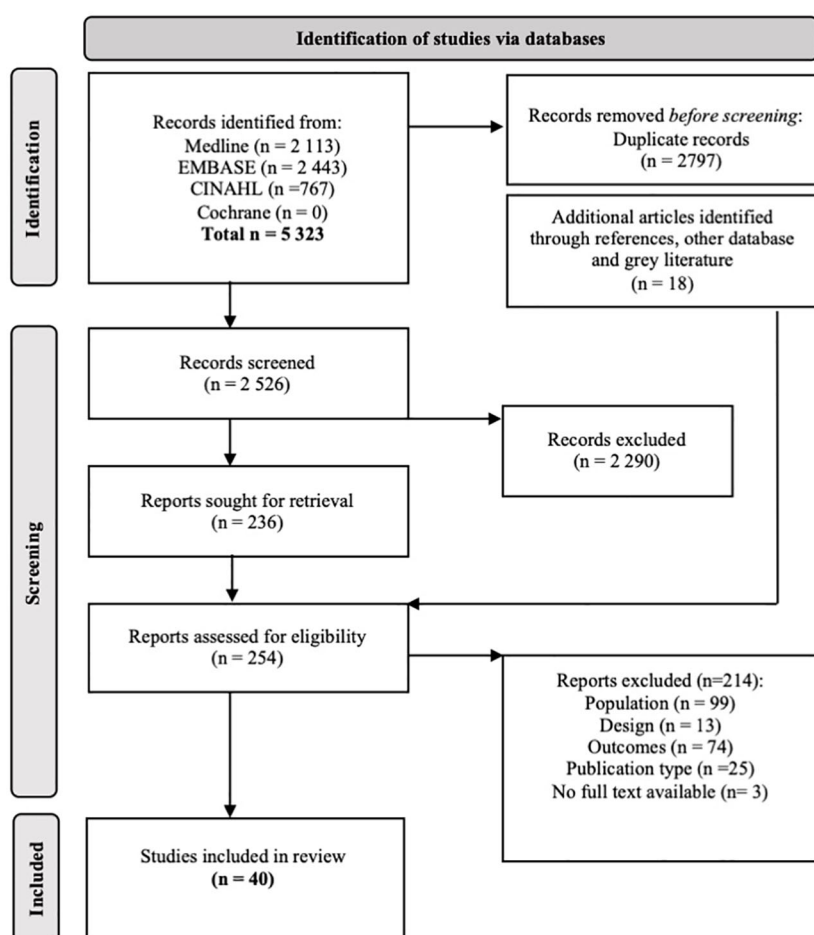 Identification of studies via databases
Identification
Records identified from:
Medline (n = 2 113)
EMBASE (n = 2 443)
CINAHL (n =767)
Cochrane (n = 0)
Total n = 5 323
Records removed before screening:
Duplicate records
(n = 2797)
Additional articles identified
through references, other database
and grey literature
(n = 18)
Screening
Records screened
(n = 2 526)
Records excluded
(n = 2 290)
Reports sought for retrieval
(n = 236)
Reports assessed for eligibility
(n = 254)
Reports excluded (n=214):
Population (n = 99)
Design (n = 13)
Outcomes (n = 74)
Publication type (n =25)
No full text available (n= 3)
Included
Studies included in review
(n = 40)